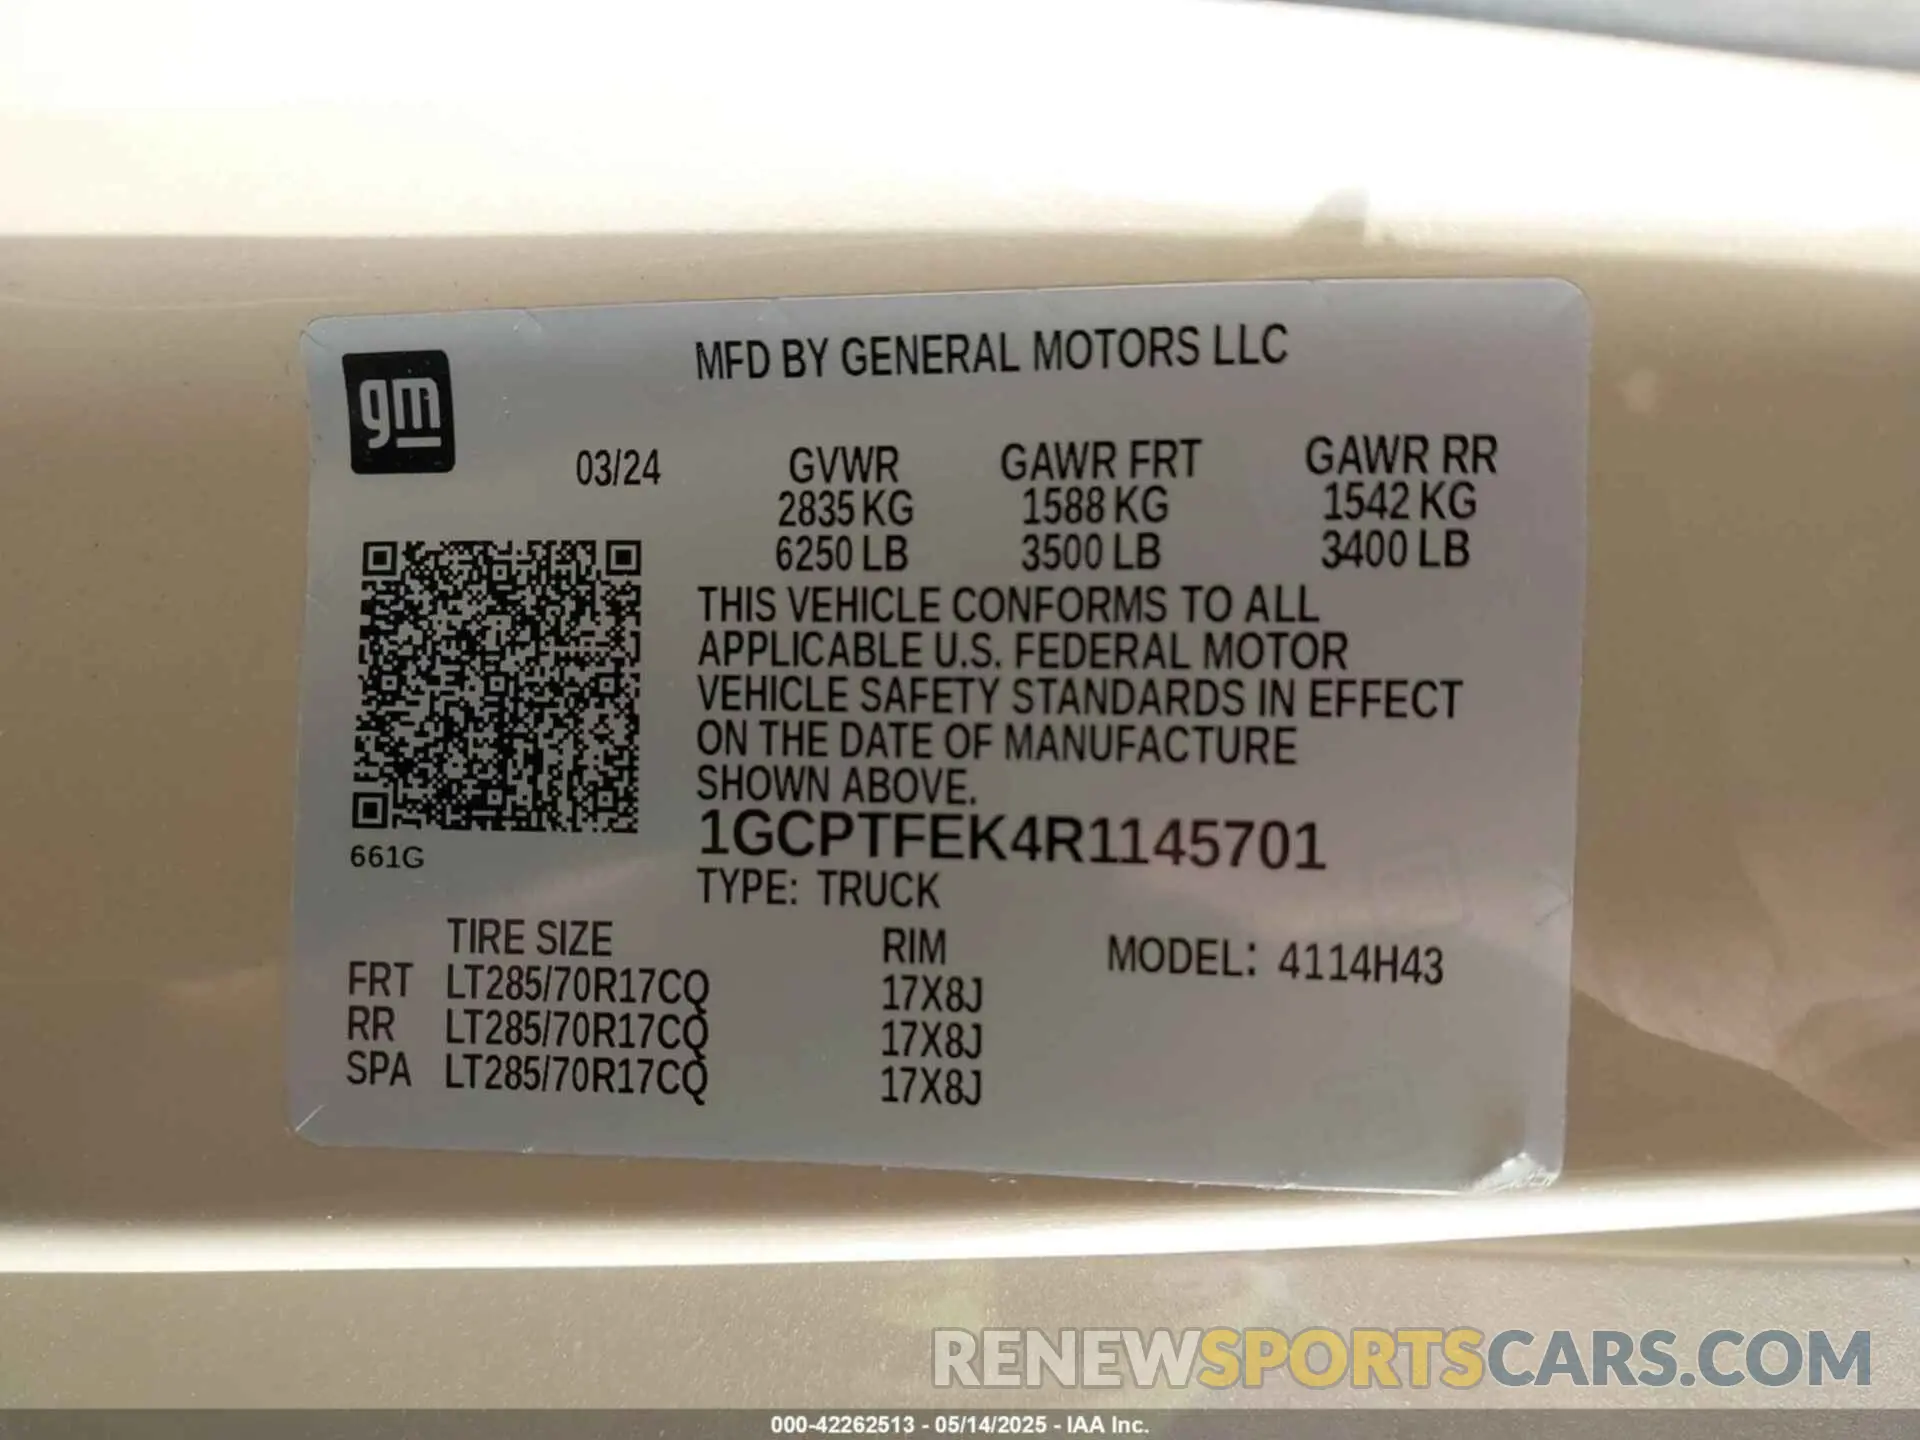 MFD BY GENERAL MOTORS LLC
gm
03/24 GVWR GAWR FRT GAWR RR
2835 KG 1588 KG 1542 KG
6250 LB 3500 LB 3400 LB
THIS VEHICLE CONFORMS TO ALL
APPLICABLE U.S. FEDERAL MOTOR
VEHICLE SAFETY STANDARDS IN EFFECT
ON THE DATE OF MANUFACTURE
SHOWN ABOVE.
1GCPTFEK4R1145701
661G
TYPE: TRUCK
TIRE SIZE RIM MODEL: 4114H43
FRT LT285/70R17CQ 17X8J
RR LT285/70R17CQ 17X8J
SPA LT285/70R17CQ 17X8J
RENEWSPORTSCARS.COM
000-42262513 - 05/14/2025 - IAA Inc.